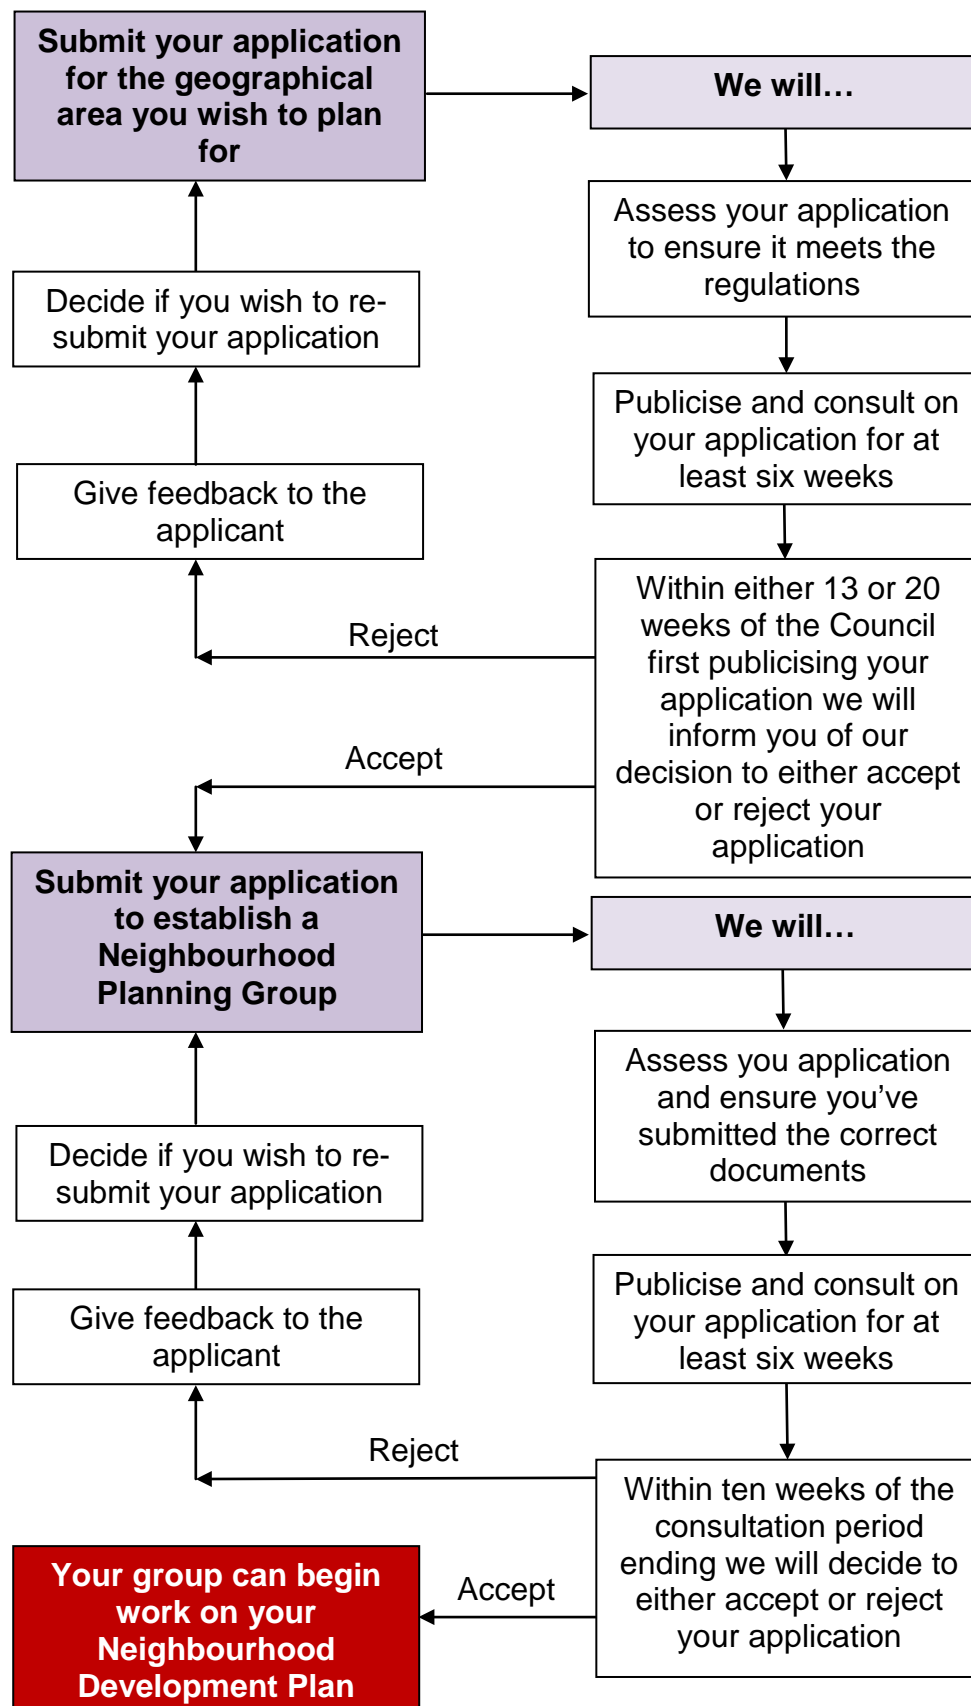 Submit your application
for the geographical
area you wish to plan
for
We will…
Assess your application
to ensure it meets the
regulations
Decide if you wish to re-
submit your application
Publicise and consult on
your application for at
least six weeks
Give feedback to the
applicant
Within either 13 or 20
weeks of the Council
first publicising your
application we will
inform you of our
decision to either accept
or reject your
application
Reject
Accept
Submit your application
to establish a
Neighbourhood
Planning Group
We will…
Assess you application
and ensure you’ve
submitted the correct
documents
Decide if you wish to re-
submit your application
Publicise and consult on
your application for at
least six weeks
Give feedback to the
applicant
Reject
Within ten weeks of the
consultation period
ending we will decide to
either accept or reject
your application
Accept
Your group can begin
work on your
Neighbourhood
Development Plan